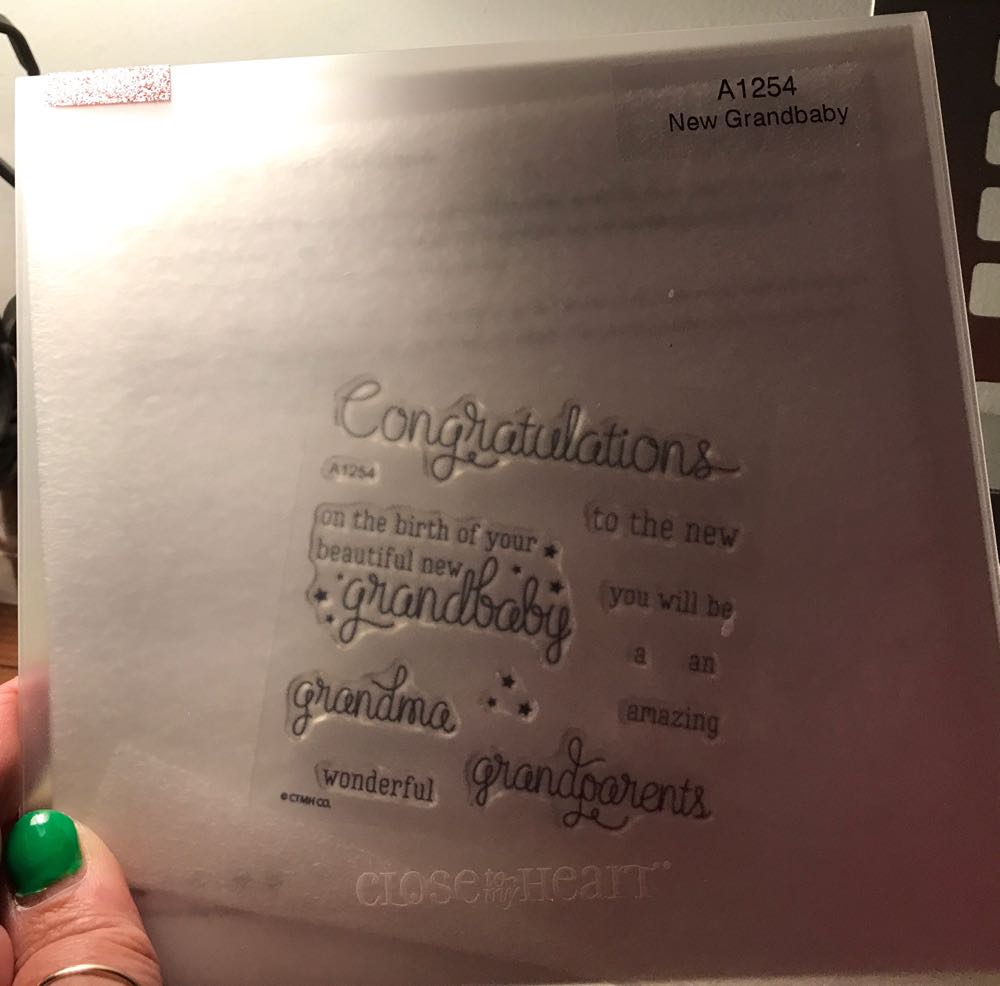 A1254
New Grandbaby
Congratulations
A1254
on the birth of your
beautiful new
grandbaby
to the new
you will be
a an
grandma
amazing
wonderful
grandparents
© CTMH CO.
CLOSE to my HEART